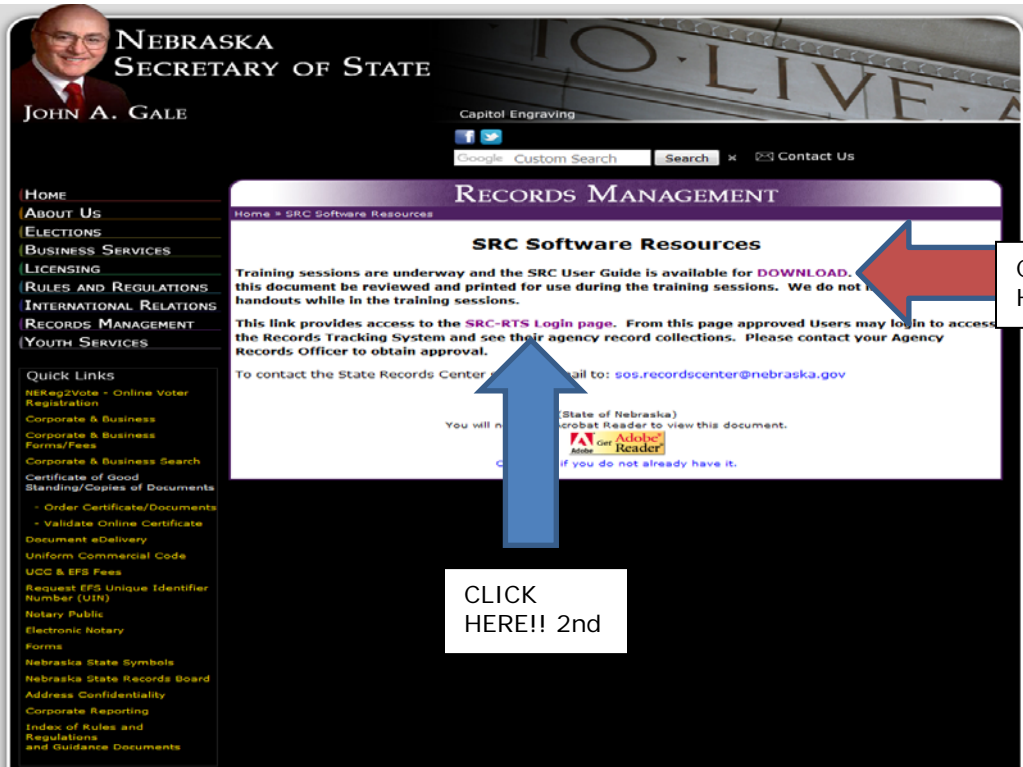 NEBRASKA
SECRETARY OF STATE
JOHN A. GALE
TO·LIVE·A
Capitol Engraving
Google Custom Search Search × Contact Us
HOME
ABOUT US
ELECTIONS
BUSINESS SERVICES
LICENSING
RULES AND REGULATIONS
INTERNATIONAL RELATIONS
RECORDS MANAGEMENT
YOUTH SERVICES
Quick Links
NEReg2Vote - Online Voter
Registration
Corporate & Business
Corporate & Business
Forms/Fees
Corporate & Business Search
Certificate of Good
Standing/Copies of Documents
- Order Certificate/Documents
- Validate Online Certificate
Document eDelivery
Uniform Commercial Code
UCC & EFS Fees
Request EFS Unique Identifier
Number (UIN)
Notary Public
Electronic Notary
Forms
Nebraska State Symbols
Nebraska State Records Board
Address Confidentiality
Corporate Reporting
Index of Rules and
Regulations
and Guidance Documents
RECORDS MANAGEMENT
Home » SRC Software Resources
SRC Software Resources
Training sessions are underway and the SRC User Guide is available for DOWNLOAD.
this document be reviewed and printed for use during the training sessions. We do not
handouts while in the training sessions.
This link provides access to the SRC-RTS Login page. From this page approved Users may login to access
the Records Tracking System and see their agency record collections. Please contact your Agency
Records Officer to obtain approval.
To contact the State Records Center ail to: sos.recordscenter@nebraska.gov
(State of Nebraska)
You will Acrobat Reader to view this document.
Adobe Get Adobe® Reader®
if you do not already have it.
CLICK
HERE!! 2nd